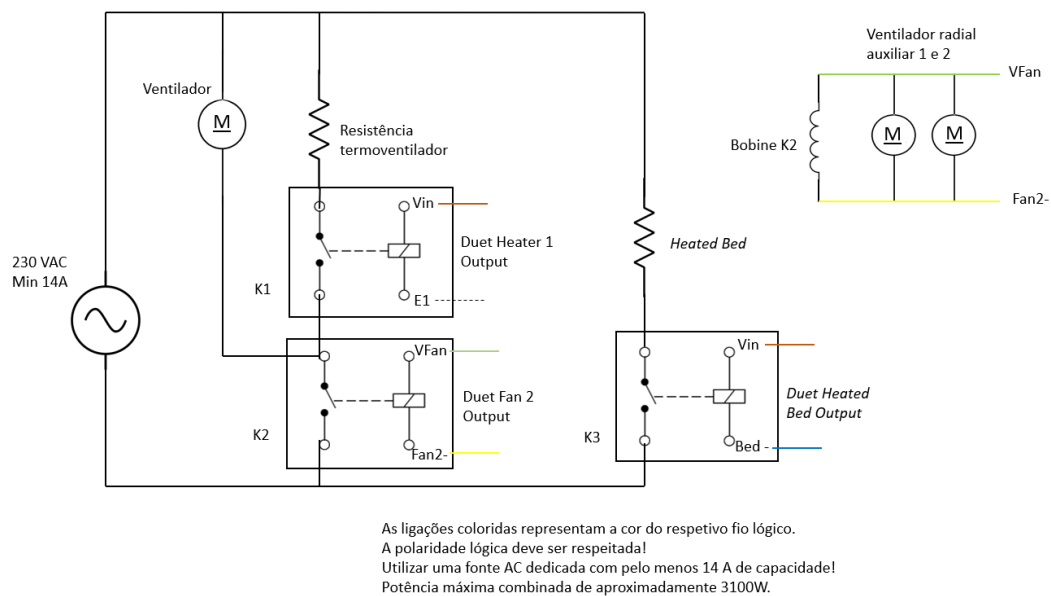 Ventilador radial
auxiliar 1 e 2
VFan
Ventilador
M
Resistência
termoventilador
M
M
Bobine K2
Fan2-
Vin
Duet Heater 1
Output
Heated Bed
230 VAC
Min 14A
K1
E1
VFan
Vin
Duet Fan 2
Output
Duet Heated
Bed Output
K2
Fan2-
K3
Bed -
As ligações coloridas representam a cor do respetivo fio lógico.
A polaridade lógica deve ser respeitada!
Utilizar uma fonte AC dedicada com pelo menos 14 A de capacidade!
Potência máxima combinada de aproximadamente 3100W.